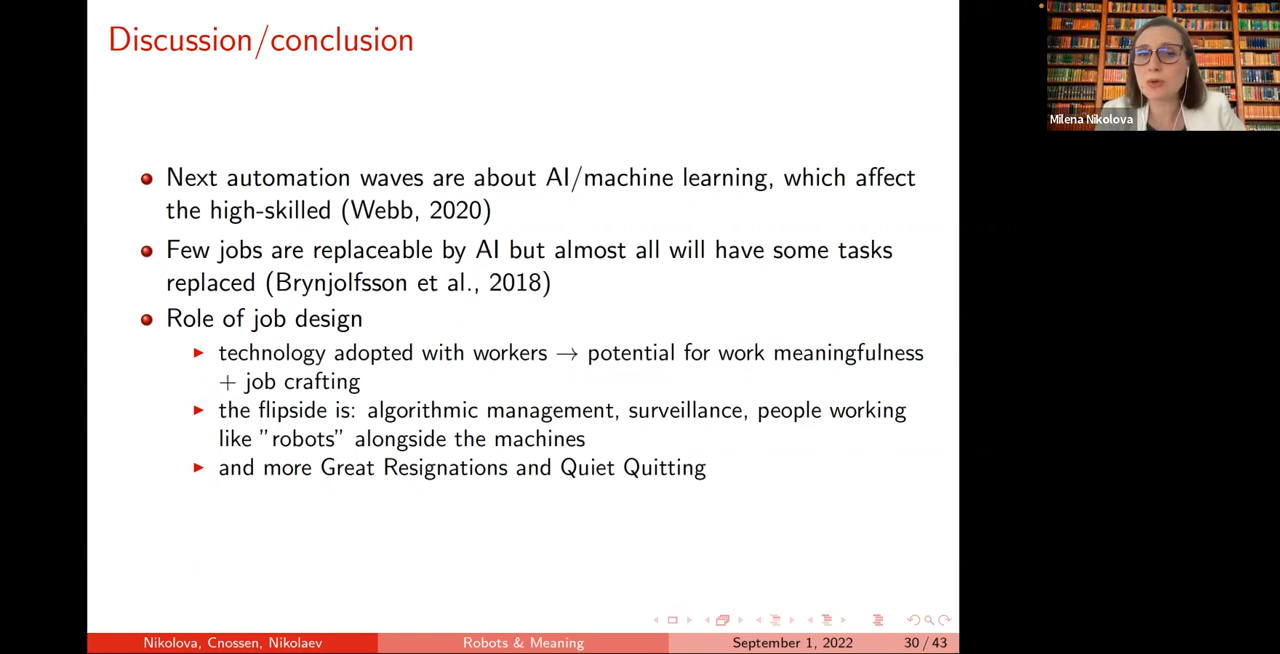 Discussion/conclusion
Next automation waves are about AI/machine learning, which affect
the high-skilled (Webb, 2020)
Few jobs are replaceable by AI but almost all will have some tasks
replaced (Brynjolfsson et al., 2018)
Role of job design
technology adopted with workers → potential for work meaningfulness
+ job crafting
the flipside is: algorithmic management, surveillance, people working
like ”robots” alongside the machines
and more Great Resignations and Quiet Quitting
Nikolova, Cnossen, Nikolaev
Robots & Meaning
September 1, 2022
30 / 43
Milena Nikolova